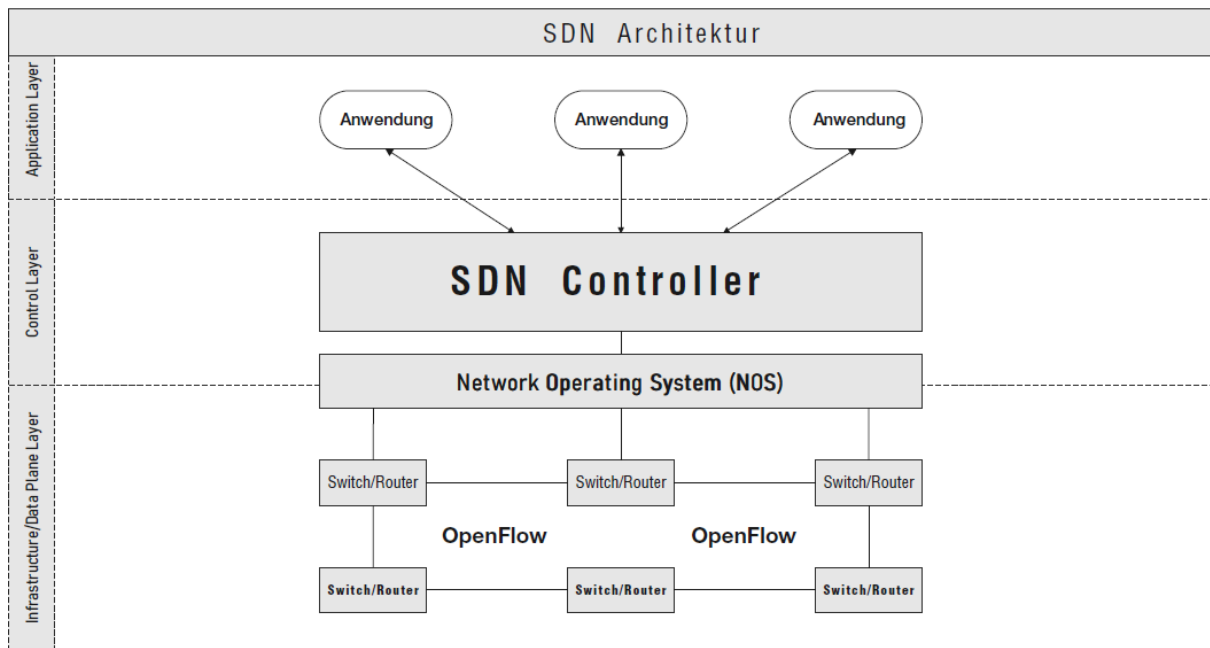 SDN Architektur
Application Layer
Anwendung Anwendung Anwendung
Control Layer
SDN Controller
Network Operating System (NOS)
Infrastructure/Data Plane Layer
Switch/Router Switch/Router Switch/Router
OpenFlow OpenFlow
Switch/Router Switch/Router Switch/Router